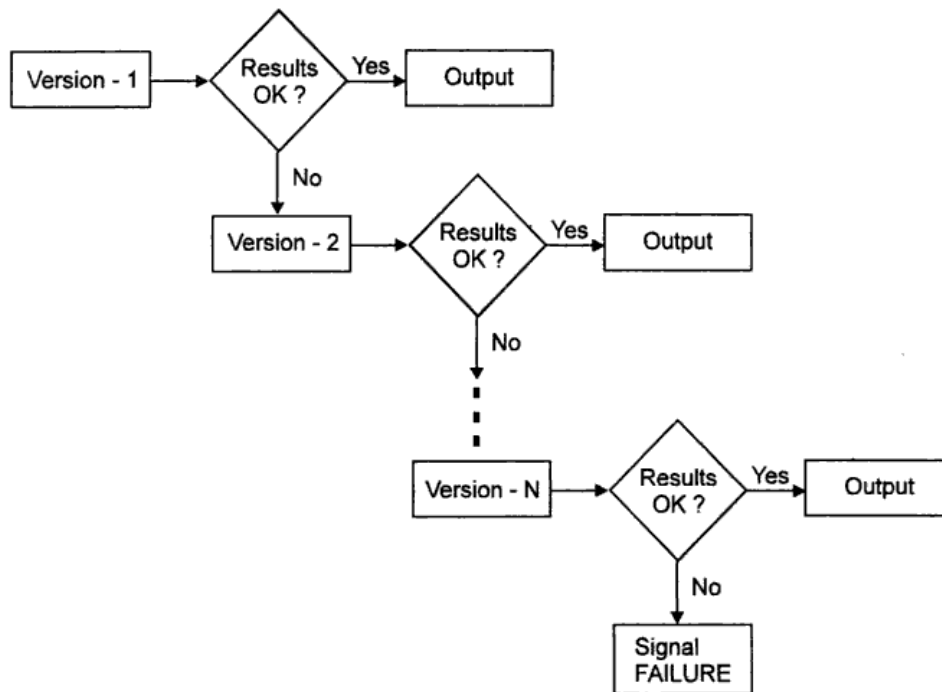 Version - 1
Results
OK ?
Yes
Output
No
Version - 2
Results
OK ?
Yes
Output
No
Version - N
Results
OK ?
Yes
Output
No
Signal
FAILURE